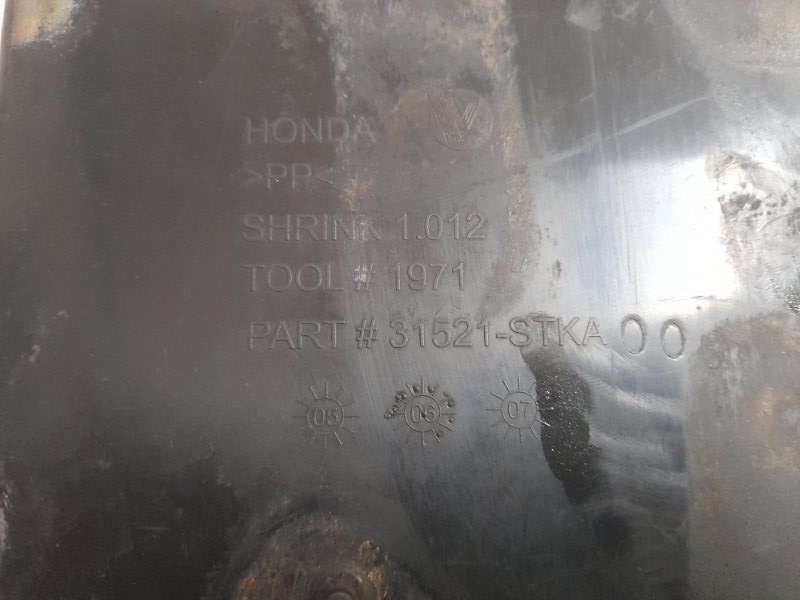 HONDA
>PP<
SHRINK 1.012
TOOL # 1971
PART # 31521-STKA 00
05 06 07